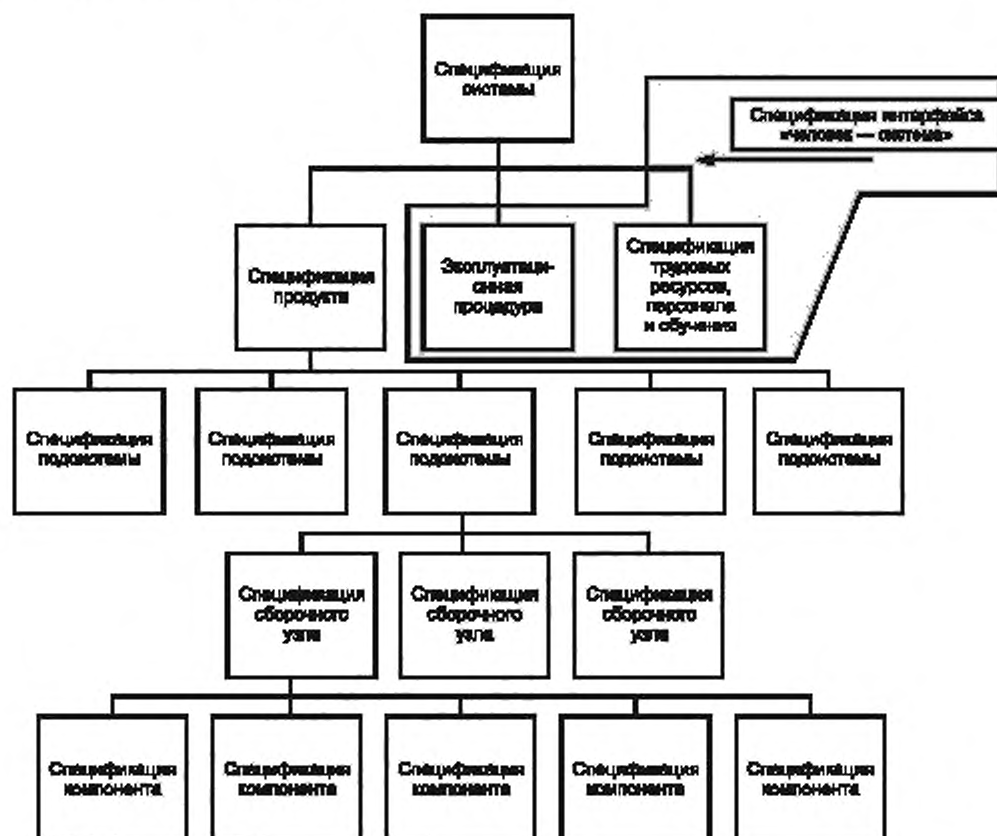 Спецификация
системы
Спецификация интерфейса
«человек — система»
Спецификация
продукта
Эксплуатаци-
онная
процедура
Спецификация
трудовых
ресурсов,
персонала
и обучения
Спецификация
подсистемы
Спецификация
подсистемы
Спецификация
подсистемы
Спецификация
подсистемы
Спецификация
подсистемы
Спецификация
сборочного
узла
Спецификация
сборочного
узла
Спецификация
сборочного
узла
Спецификация
компонента
Спецификация
компонента
Спецификация
компонента
Спецификация
компонента
Спецификация
компонента